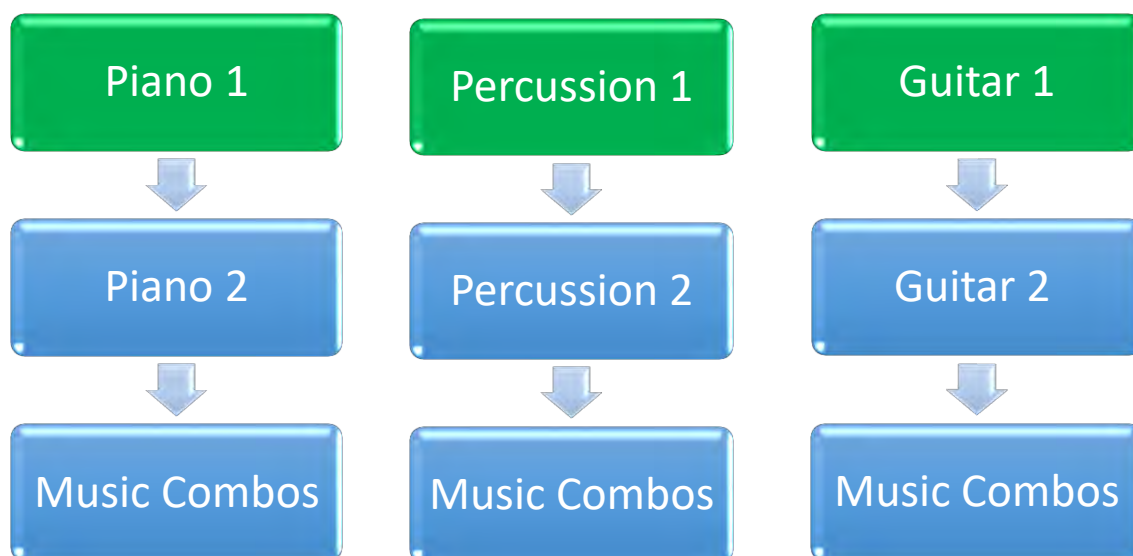 Piano 1
Percussion 1
Guitar 1
Piano 2
Percussion 2
Guitar 2
Music Combos
Music Combos
Music Combos